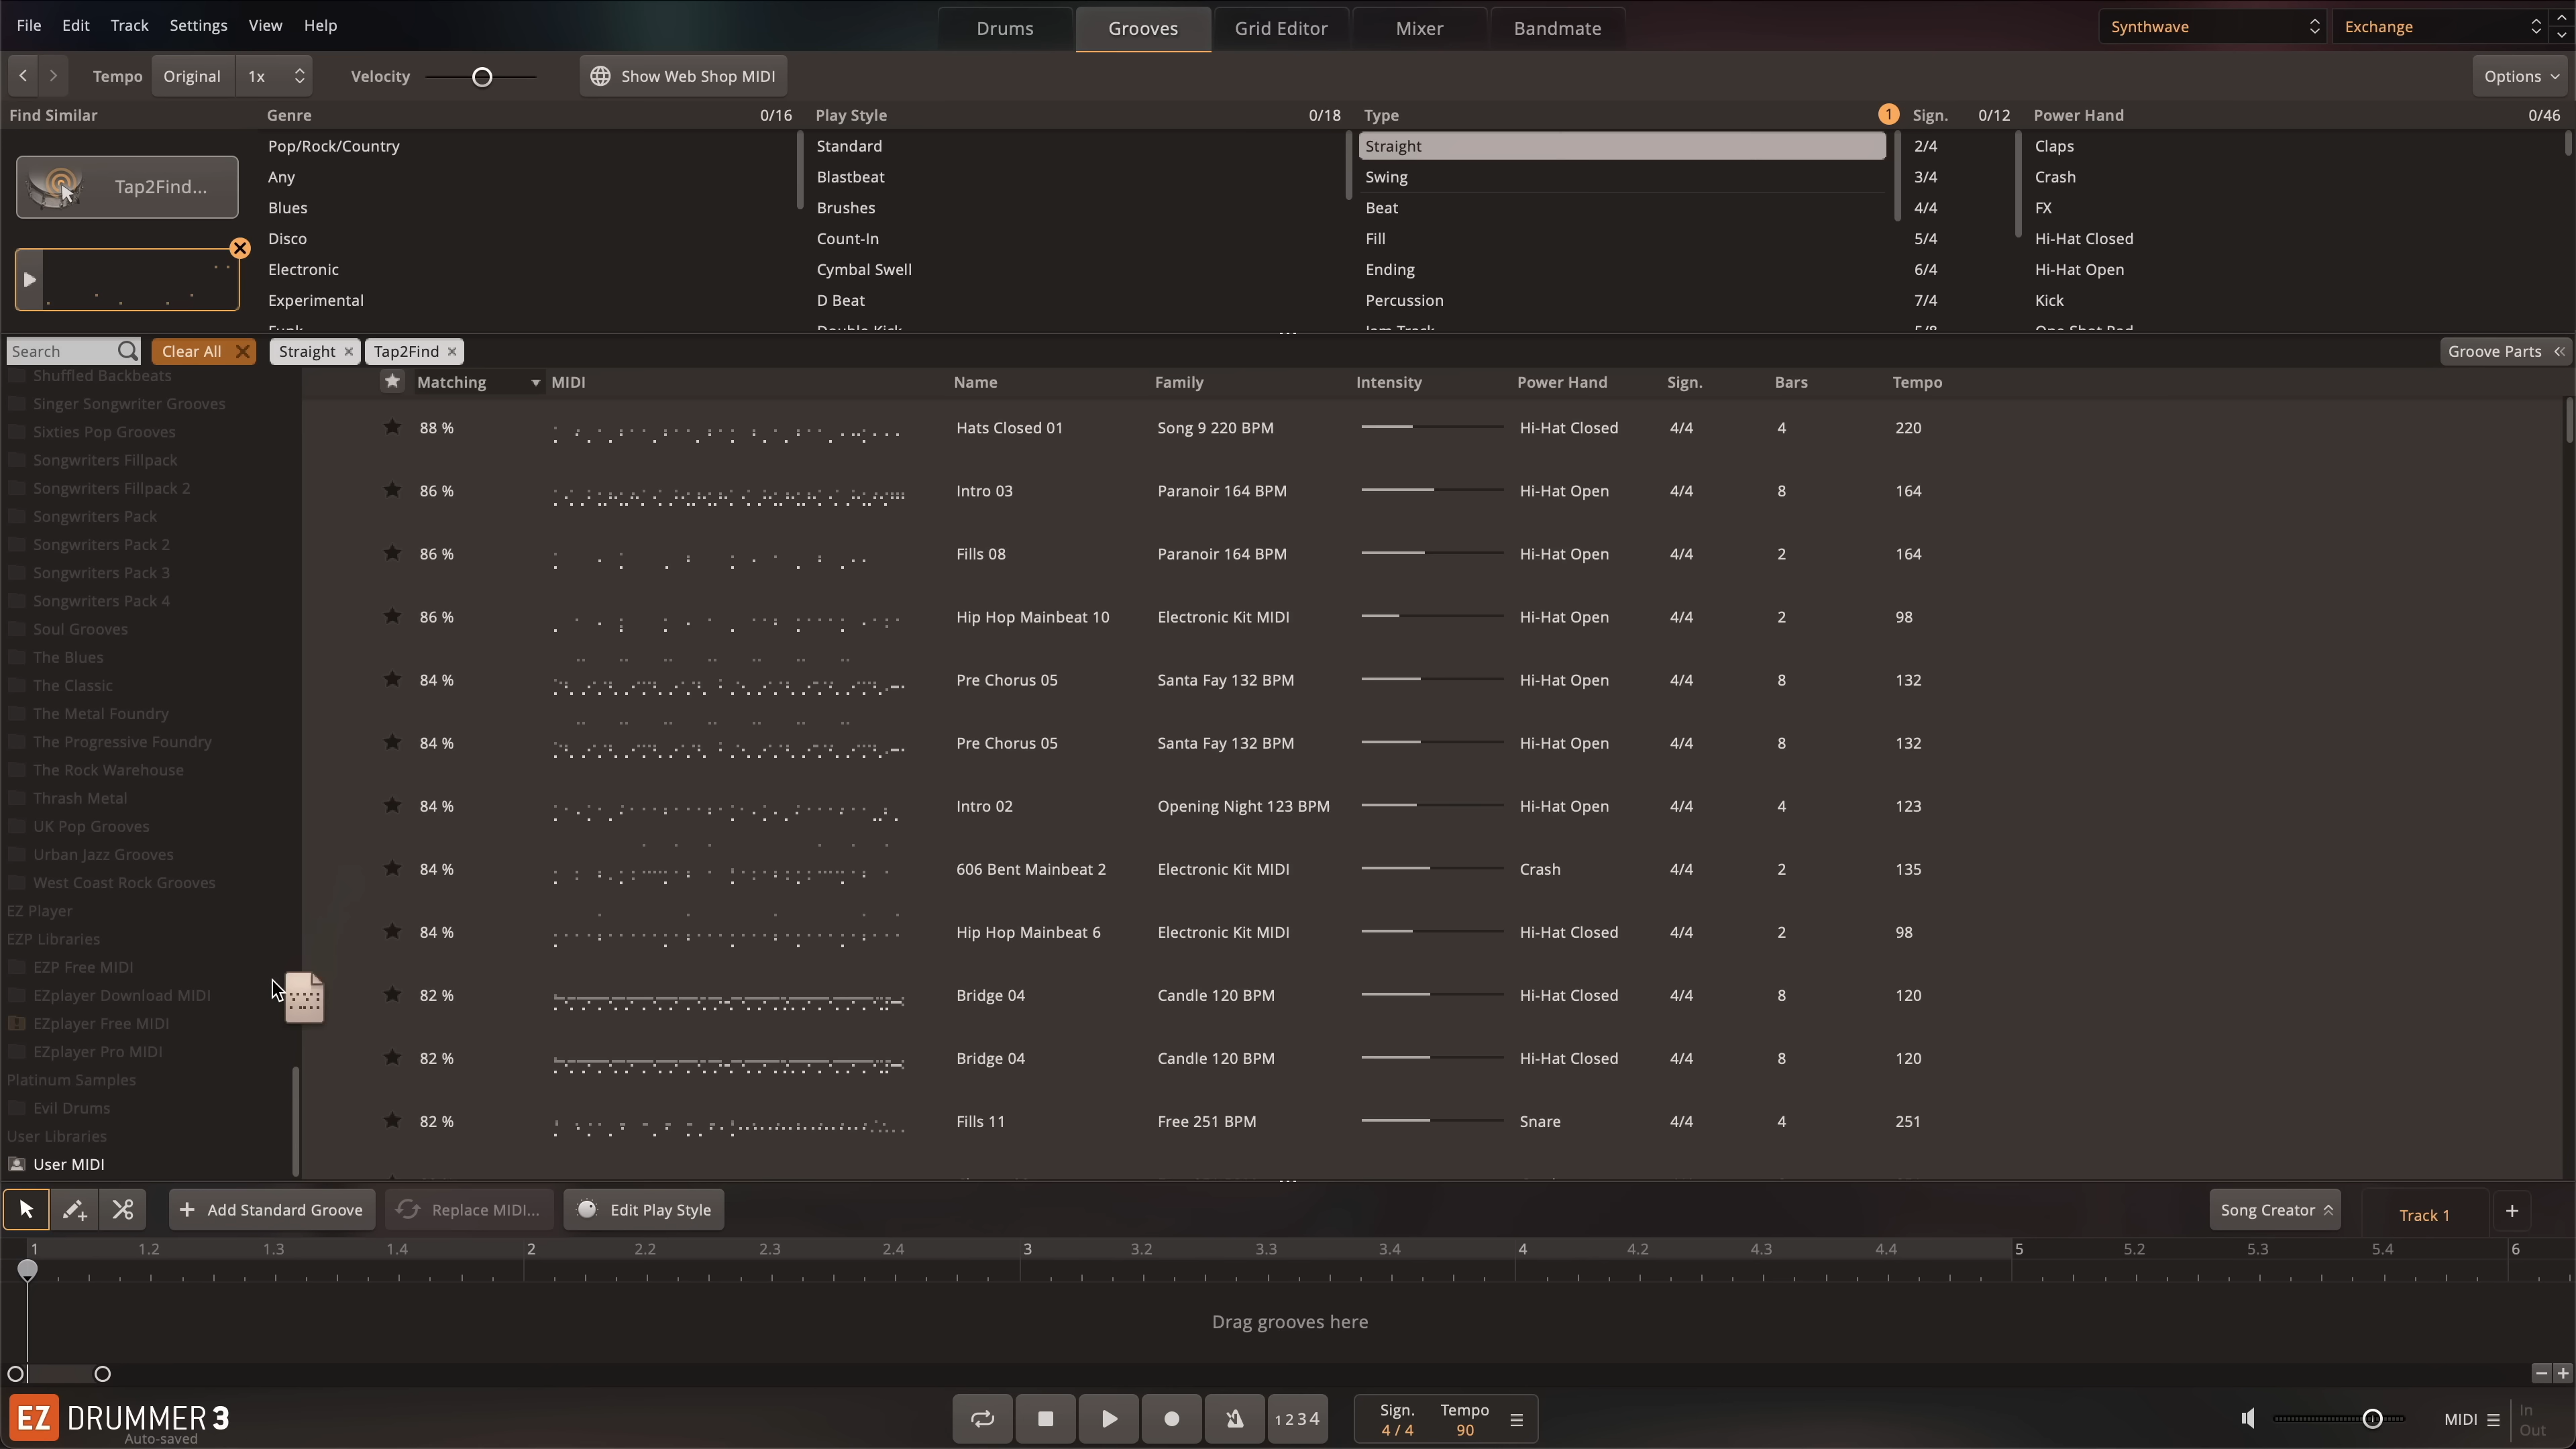 File Edit Track Settings View Help
Drums Grooves Grid Editor Mixer Bandmate
Synthwave Exchange
Tempo Original 1x Velocity Show Web Shop MIDI Options
Find Similar Genre 0/16 Play Style 0/18 Type 1 Sign. 0/12 Power Hand 0/46
Pop/Rock/Country Standard Straight 2/4 Claps
Tap2Find...
Any Blastbeat Swing 3/4 Crash
Blues Brushes Beat 4/4 FX
Disco Count-In Fill 5/4 Hi-Hat Closed
Electronic Cymbal Swell Ending 6/4 Hi-Hat Open
Experimental D Beat Percussion 7/4 Kick
Funk Double Kick Jam Track 5/8 One Shot Pad
Search Clear All Straight Tap2Find Groove Parts
Shuffled Backbeats
Singer Songwriter Grooves
Sixties Pop Grooves
Songwriters Fillpack
Songwriters Fillpack 2
Songwriters Pack
Songwriters Pack 2
Songwriters Pack 3
Songwriters Pack 4
Soul Grooves
The Blues
The Classic
The Metal Foundry
The Progressive Foundry
The Rock Warehouse
Thrash Metal
UK Pop Grooves
Urban Jazz Grooves
West Coast Rock Grooves
EZ Player
EZP Libraries
EZP Free MIDI
EZplayer Download MIDI
EZplayer Free MIDI
EZplayer Pro MIDI
Platinum Samples
Evil Drums
User Libraries
User MIDI
Matching MIDI Name Family Intensity Power Hand Sign. Bars Tempo
88 % Hats Closed 01 Song 9 220 BPM Hi-Hat Closed 4/4 4 220
86 % Intro 03 Paranoir 164 BPM Hi-Hat Open 4/4 8 164
86 % Fills 08 Paranoir 164 BPM Hi-Hat Open 4/4 2 164
86 % Hip Hop Mainbeat 10 Electronic Kit MIDI Hi-Hat Open 4/4 2 98
84 % Pre Chorus 05 Santa Fay 132 BPM Hi-Hat Open 4/4 8 132
84 % Pre Chorus 05 Santa Fay 132 BPM Hi-Hat Open 4/4 8 132
84 % Intro 02 Opening Night 123 BPM Hi-Hat Open 4/4 4 123
84 % 606 Bent Mainbeat 2 Electronic Kit MIDI Crash 4/4 2 135
84 % Hip Hop Mainbeat 6 Electronic Kit MIDI Hi-Hat Closed 4/4 2 98
82 % Bridge 04 Candle 120 BPM Hi-Hat Closed 4/4 8 120
82 % Bridge 04 Candle 120 BPM Hi-Hat Closed 4/4 8 120
82 % Fills 11 Free 251 BPM Snare 4/4 4 251
Add Standard Groove Replace MIDI... Edit Play Style Song Creator Track 1
1 1.2 1.3 1.4 2 2.2 2.3 2.4 3 3.2 3.3 3.4 4 4.2 4.3 4.4 5 5.2 5.3 5.4 6
Drag grooves here
EZ DRUMMER 3
Auto-saved
1 2 3 4
Sign. Tempo
4 / 4 90
MIDI In
Out